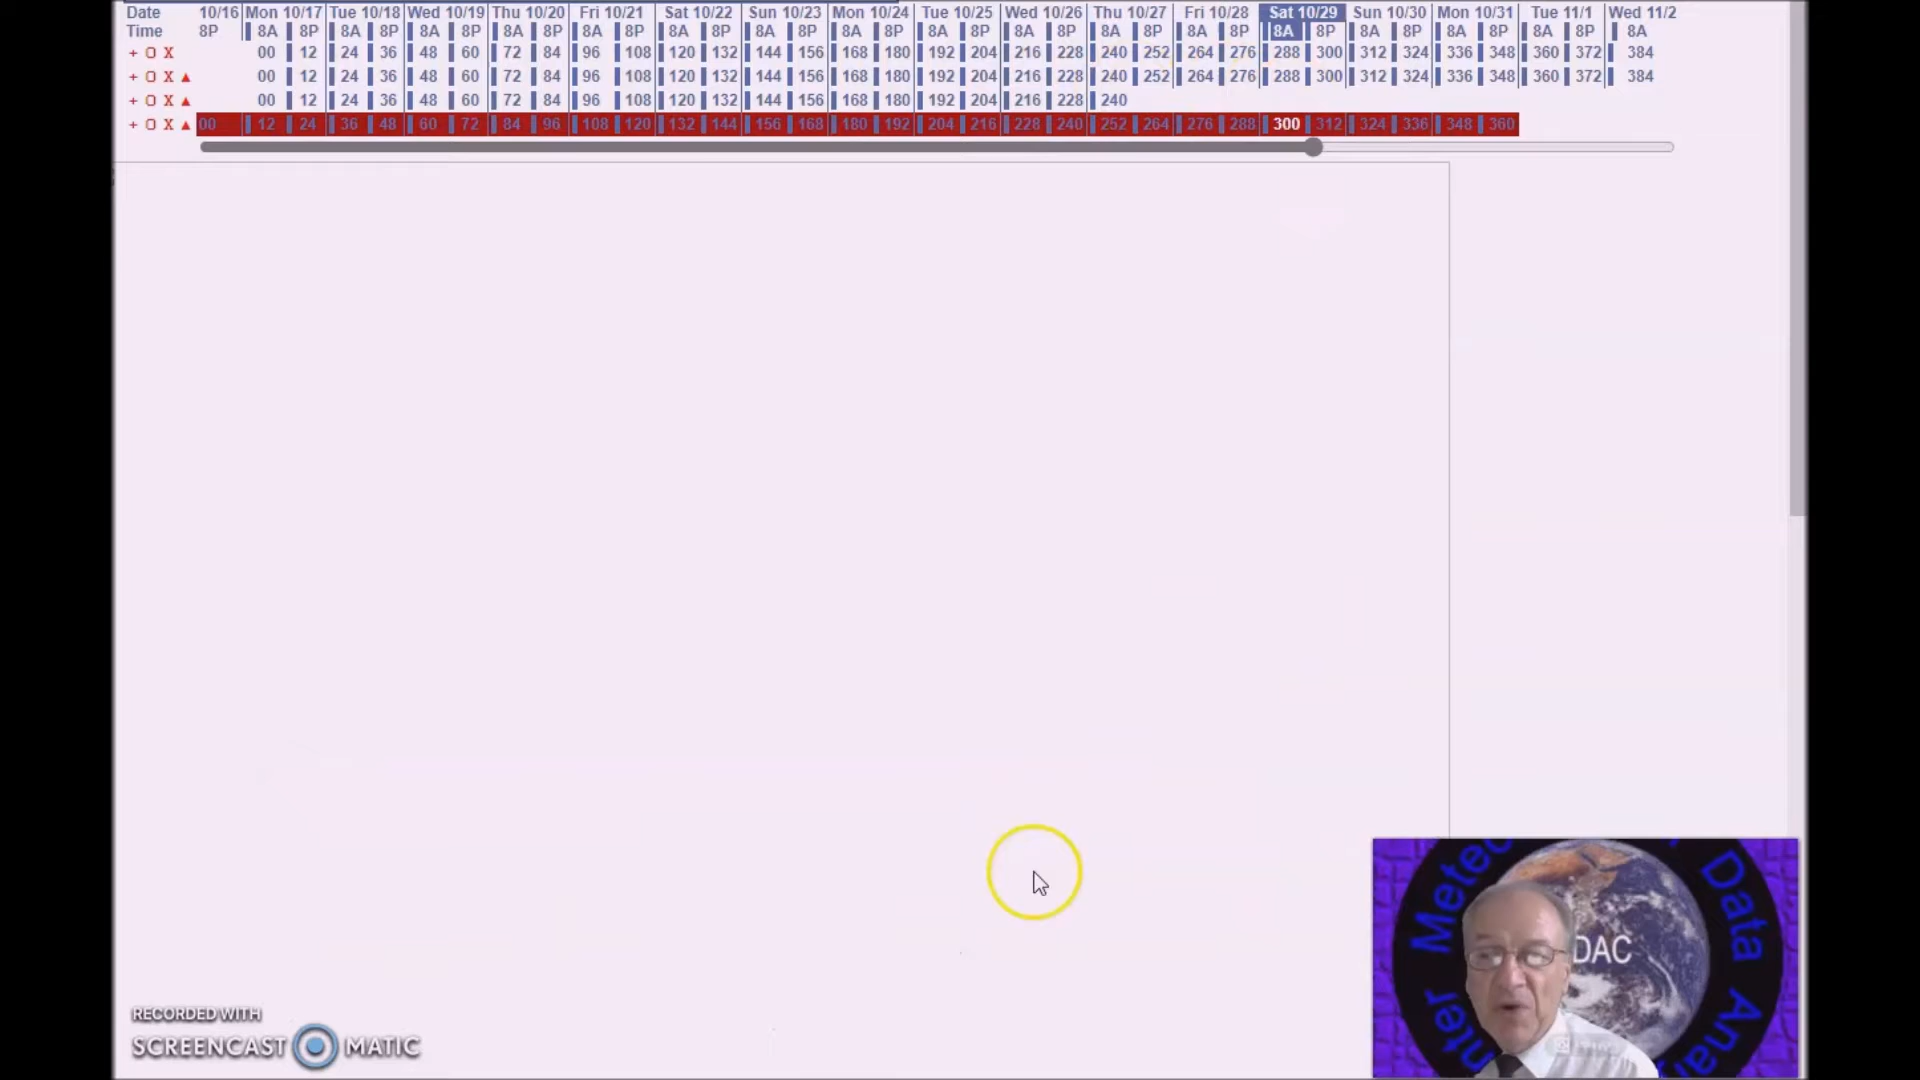 Date 10/16 Mon 10/17 Tue 10/18 Wed 10/19 Thu 10/20 Fri 10/21 Sat 10/22 Sun 10/23 Mon 10/24 Tue 10/25 Wed 10/26 Thu 10/27 Fri 10/28 Sat 10/29 Sun 10/30 Mon 10/31 Tue 11/1 Wed 11/2
Time 8P 8A 8P 8A 8P 8A 8P 8A 8P 8A 8P 8A 8P 8A 8P 8A 8P 8A 8P 8A 8P 8A 8P 8A 8P 8A 8P 8A 8P 8A 8P 8A 8P 8A
+ O X 00 12 24 36 48 60 72 84 96 108 120 132 144 156 168 180 192 204 216 228 240 252 264 276 288 300 312 324 336 348 360 372 384
+ O X ▲ 00 12 24 36 48 60 72 84 96 108 120 132 144 156 168 180 192 204 216 228 240 252 264 276 288 300 312 324 336 348 360 372 384
+ O X ▲ 00 12 24 36 48 60 72 84 96 108 120 132 144 156 168 180 192 204 216 228 240
+ O X ▲ 00 12 24 36 48 60 72 84 96 108 120 132 144 156 168 180 192 204 216 228 240 252 264 276 288 300 312 324 336 348 360
Meteo Data Ana
DAC
nter
RECORDED WITH
SCREENCAST MATIC